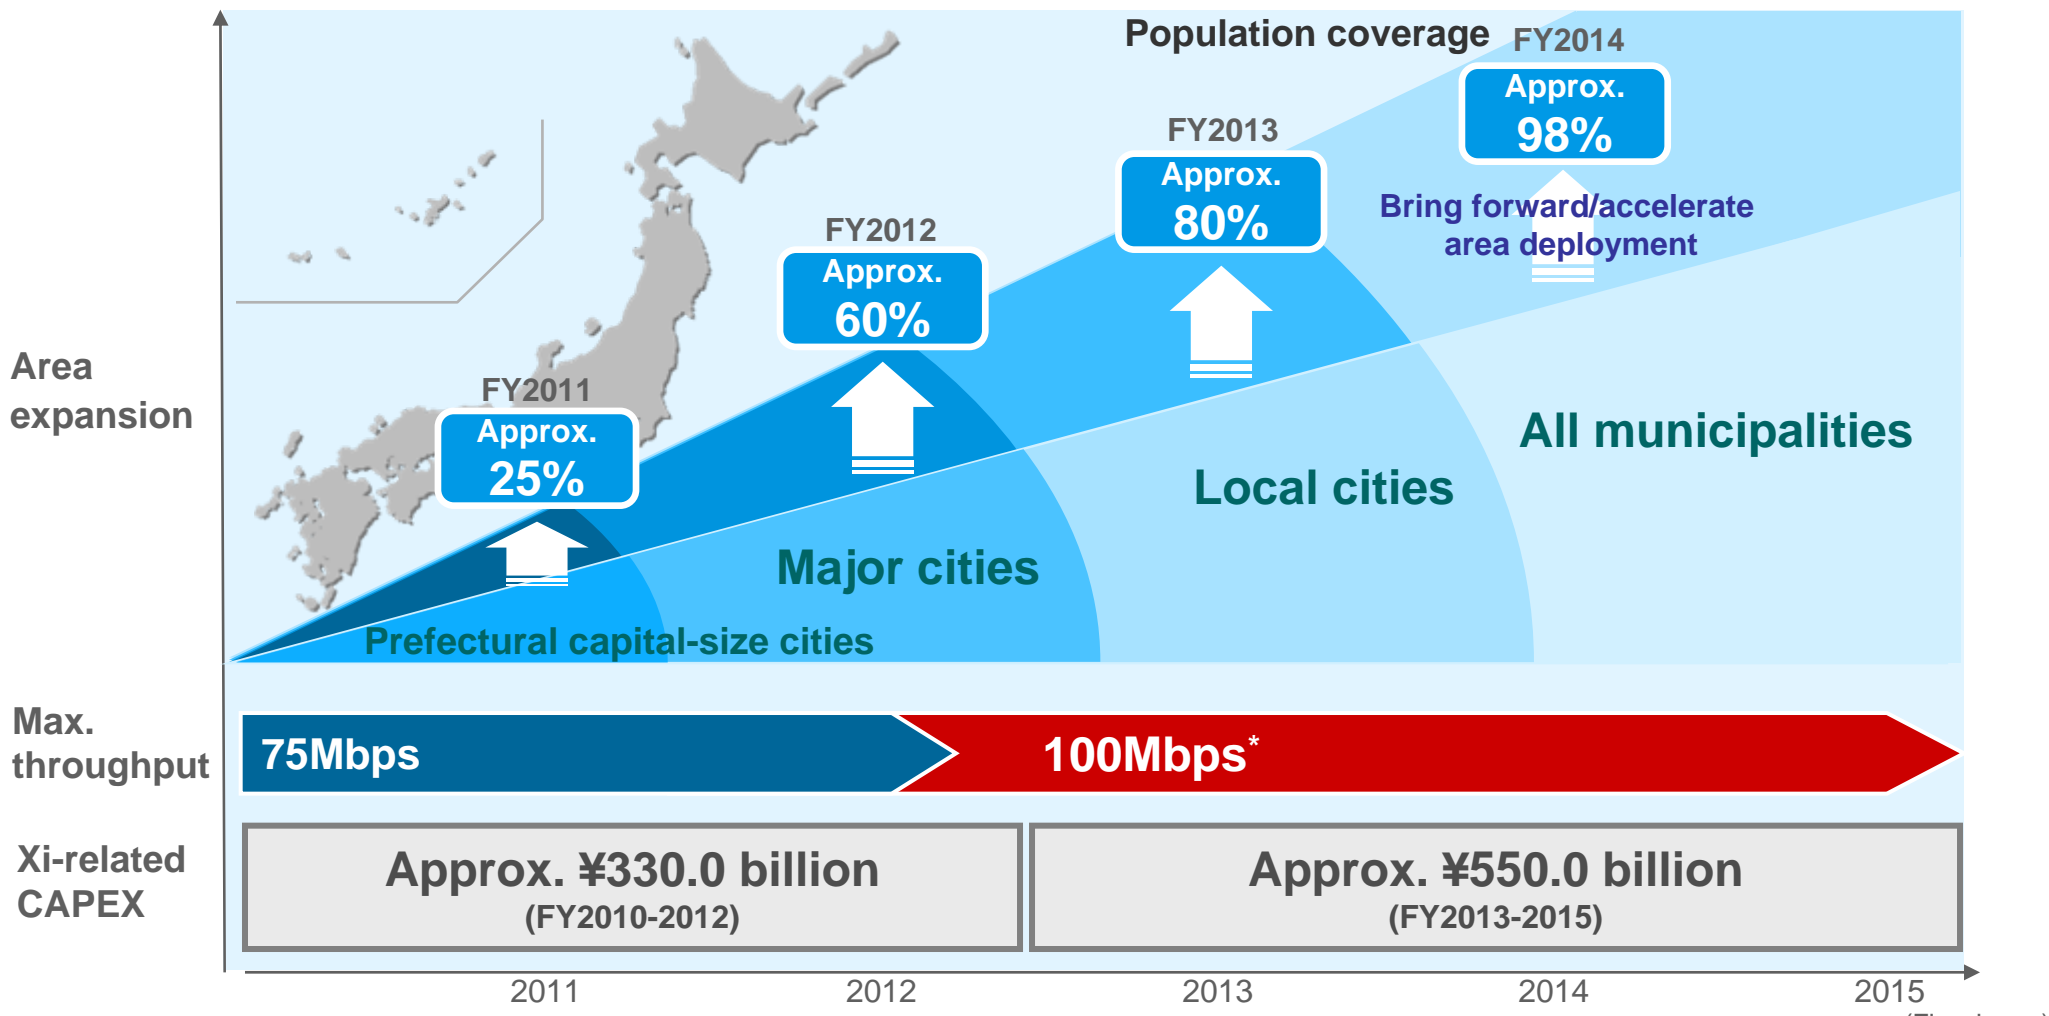 Population coverage
FY2014
Approx.
98%
FY2013
Approx.
80%
Bring forward/accelerate
area deployment
FY2012
Approx.
60%
FY2011
Approx.
25%
Area
expansion
All municipalities
Local cities
Major cities
Prefectural capital-size cities
Max.
throughput
75Mbps
100Mbps*
Xi-related
CAPEX
Approx. ¥330.0 billion
(FY2010-2012)
Approx. ¥550.0 billion
(FY2013-2015)
2011
2012
2013
2014
2015